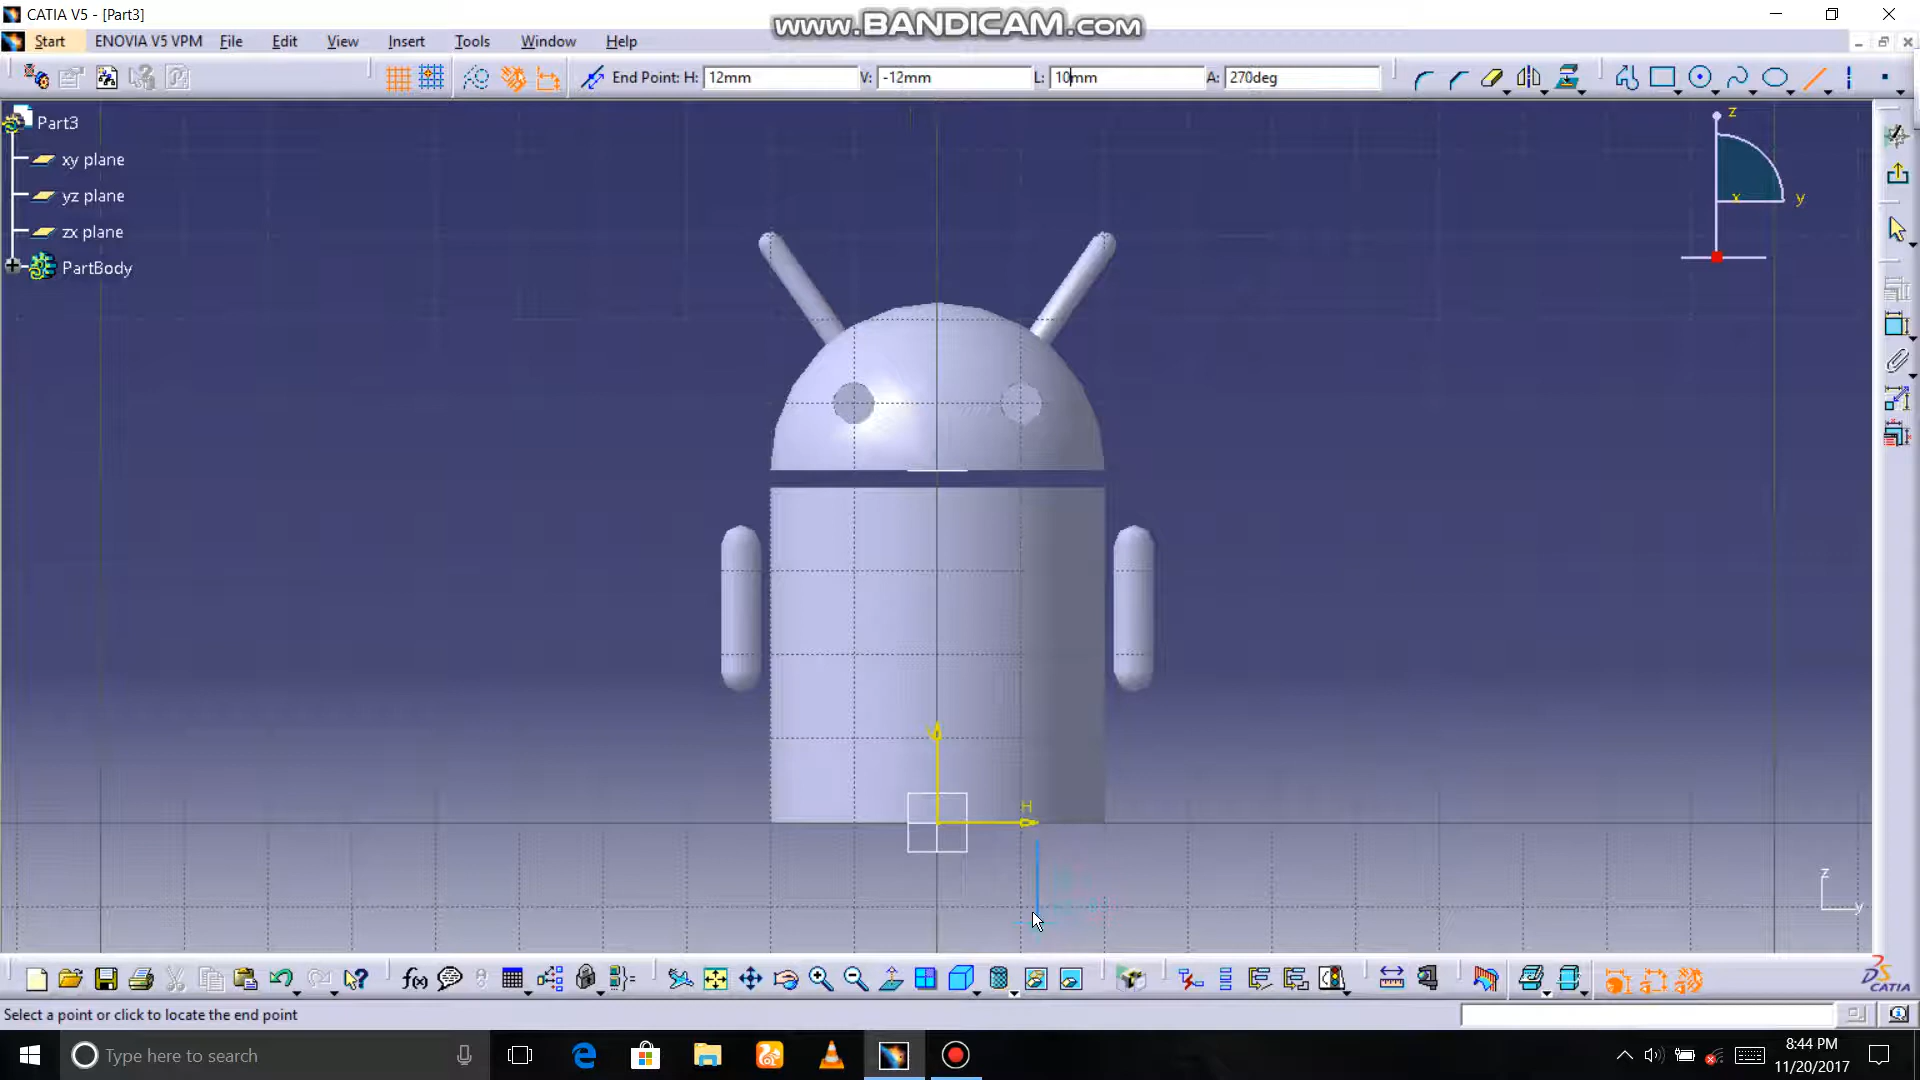 CATIA V5 - [Part3]
www.BANDICAM.com
Start ENOVIA V5 VPM File Edit View Insert Tools Window Help
End Point: H: 12mm V: -12mm L: 10mm A: 270deg
Part3
xy plane
yz plane
zx plane
PartBody
z
x y
V
H
z
y
f(x)
CATIA
Select a point or click to locate the end point
Type here to search
8:44 PM
11/20/2017